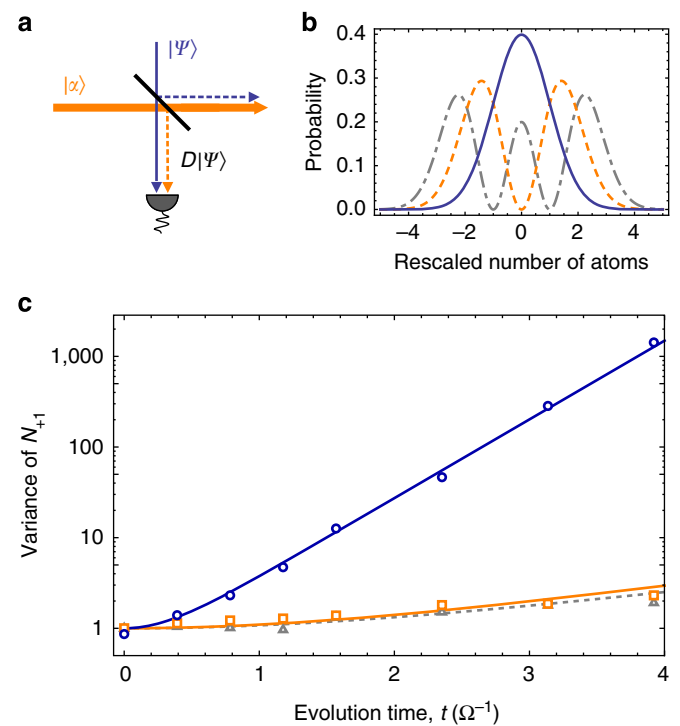 a
|Ψ⟩
|α⟩
D|Ψ⟩
b
Probability
0.4
0.3
0.2
0.1
0.0
−4 −2 0 2 4
Rescaled number of atoms
c
Variance of N+1
1,000
100
10
1
0 1 2 3 4
Evolution time, t (Ω−1)